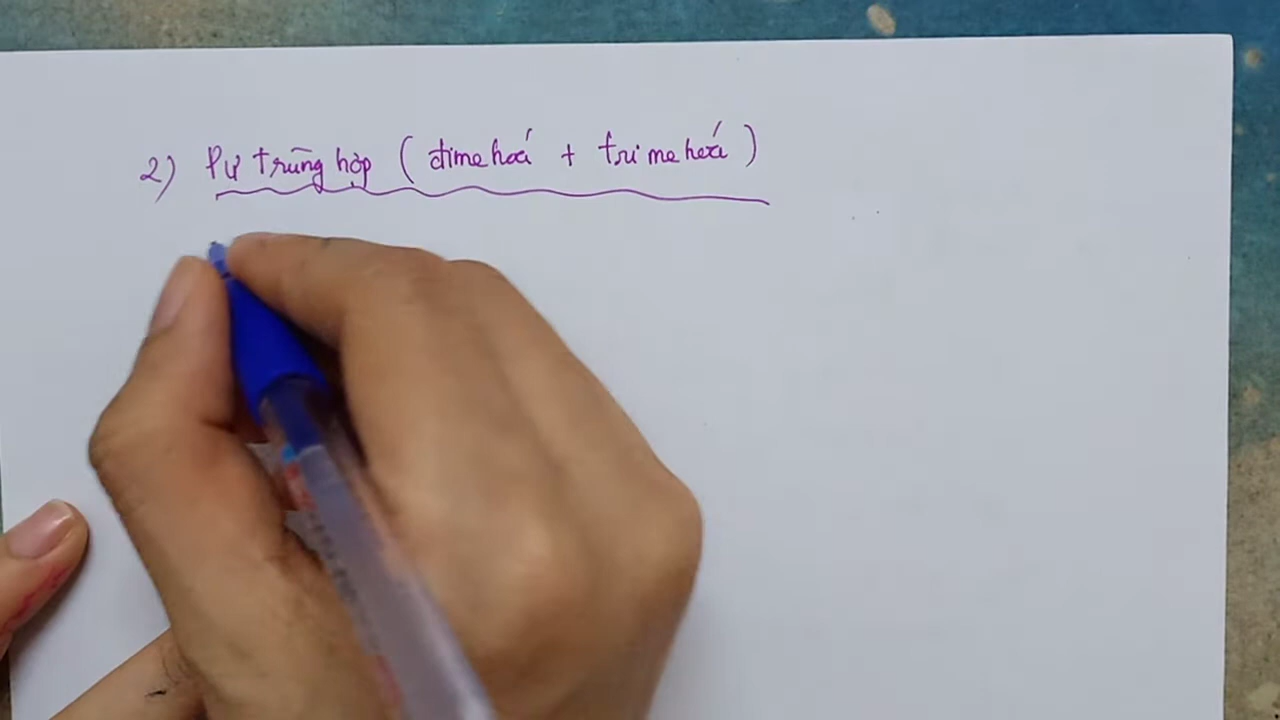 2) Pư trùng hợp ( đime hoá + trime hoá )